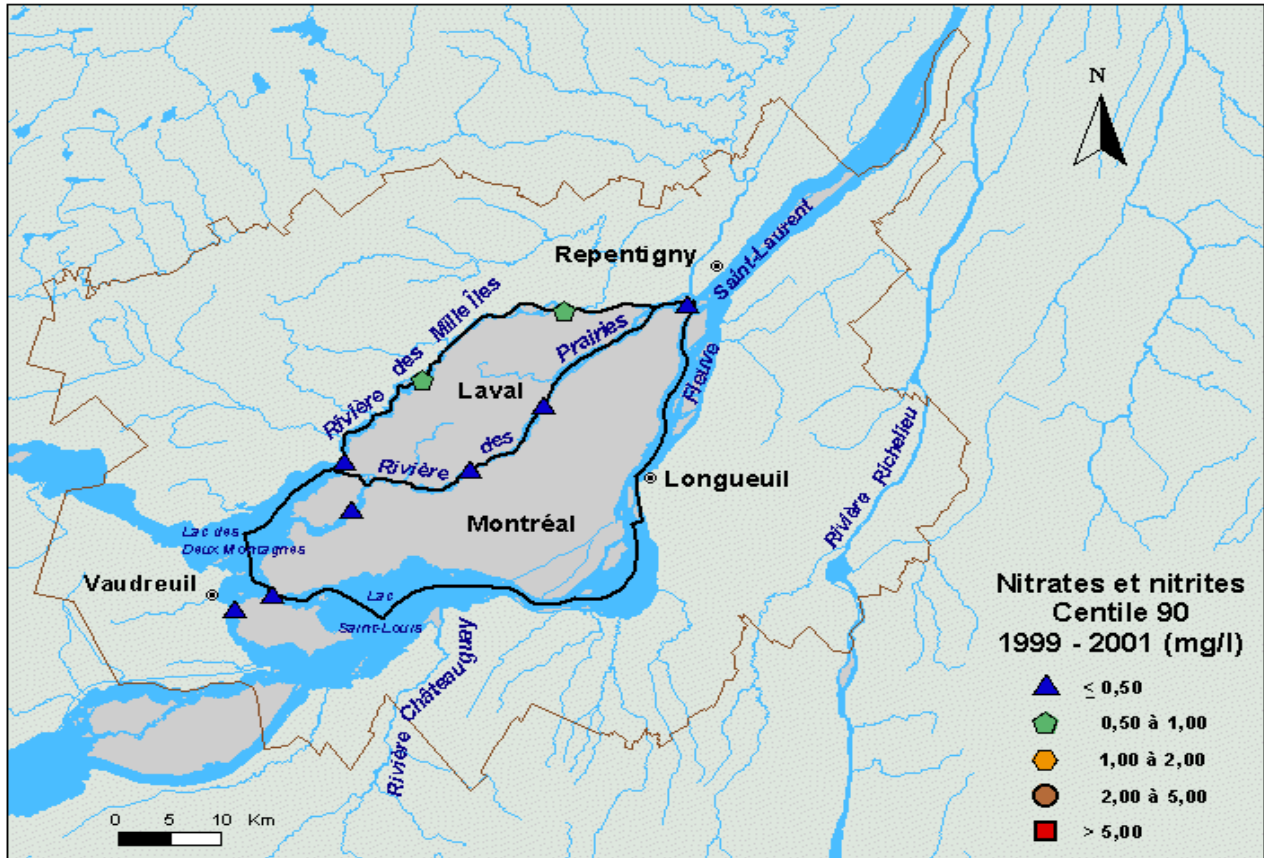 N
Repentigny
Saint-Laurent
Fleuve
Rivière des Mille Îles
Prairies
Laval
des
Rivière
Longueuil
Montréal
Rivière Richelieu
Lac des
Deux Montagnes
Vaudreuil
Lac
Saint-Louis
Rivière Châteauguay
Nitrates et nitrites
Centile 90
1999 - 2001 (mg/l)
≤ 0,50
0,50 à 1,00
1,00 à 2,00
2,00 à 5,00
> 5,00
0 5 10 Km